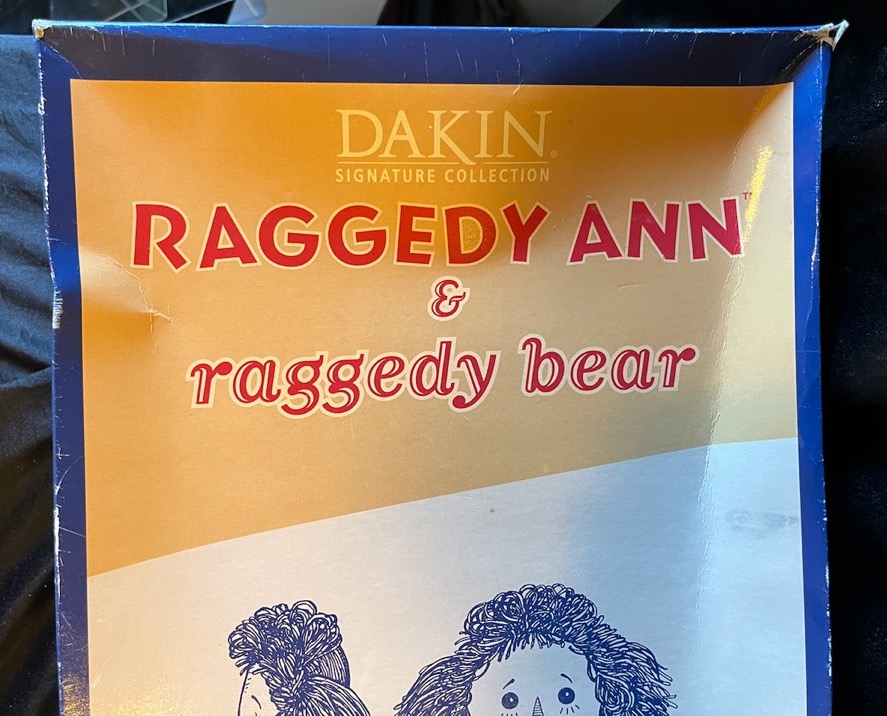 DAKIN®
SIGNATURE COLLECTION
RAGGEDY ANN™
&
raggedy bear